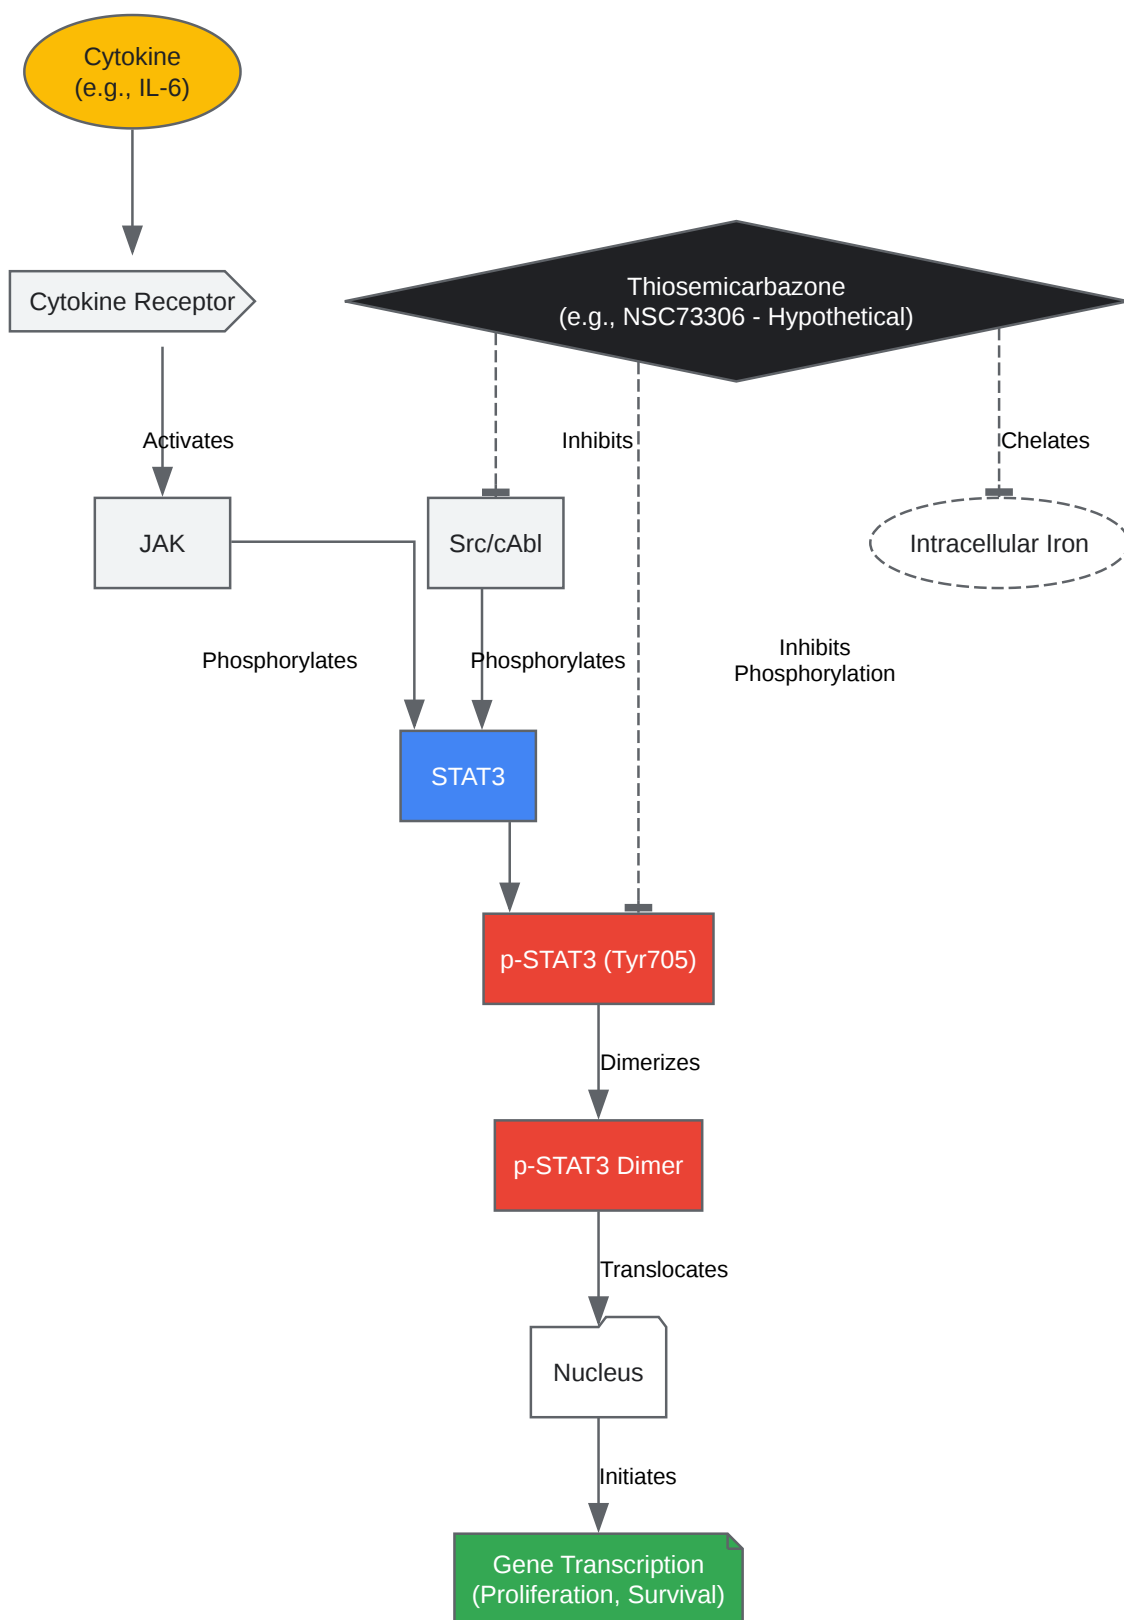 Cytokine
(e.g., IL-6)
Thiosemicarbazone
(e.g., NSC73306 - Hypothetical)
Cytokine Receptor
Activates
Inhibits
Chelates
JAK
Src/cAbl
Intracellular Iron
Phosphorylates
Phosphorylates
Inhibits
Phosphorylation
STAT3
p-STAT3 (Tyr705)
Dimerizes
p-STAT3 Dimer
Translocates
Nucleus
Initiates
Gene Transcription
(Proliferation, Survival)